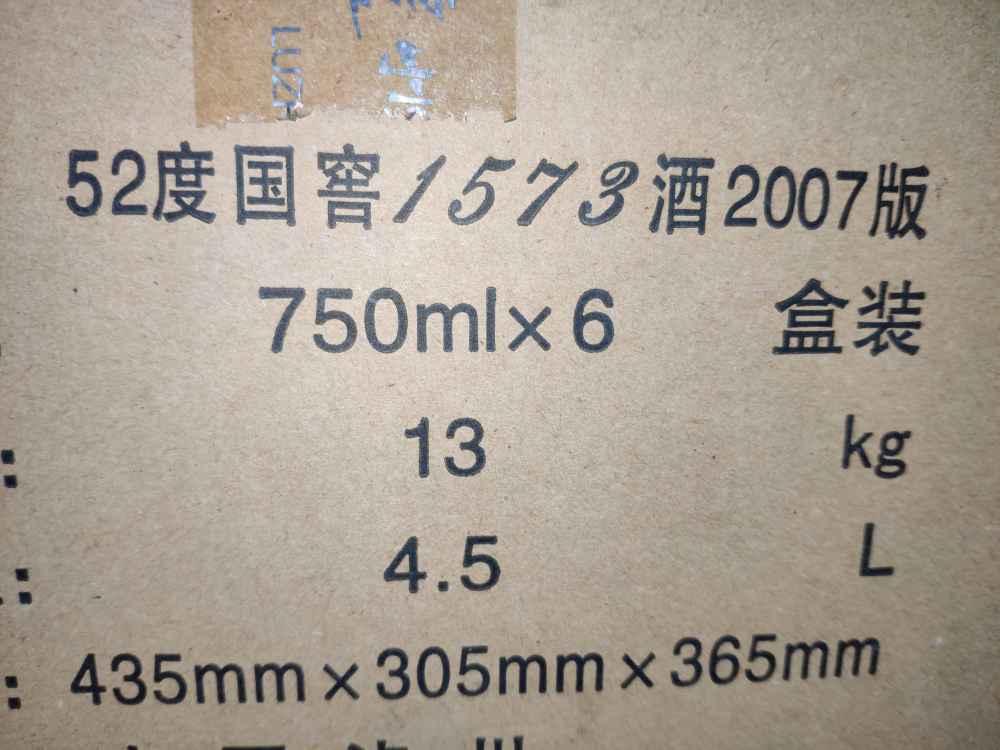 52度国窖1573酒2007版
750ml×6 盒装
: 13 kg
: 4.5 L
: 435mm×305mm×365mm